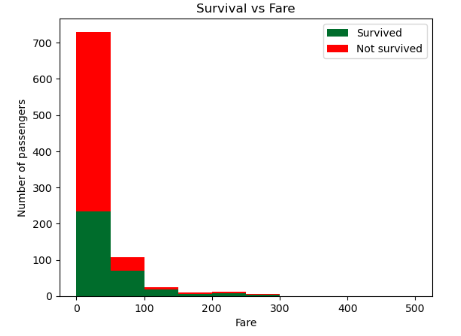 Survival vs Fare
Survived
Not survived
700
600
500
400
300
200
100
0
Number of passengers
0 100 200 300 400 500
Fare